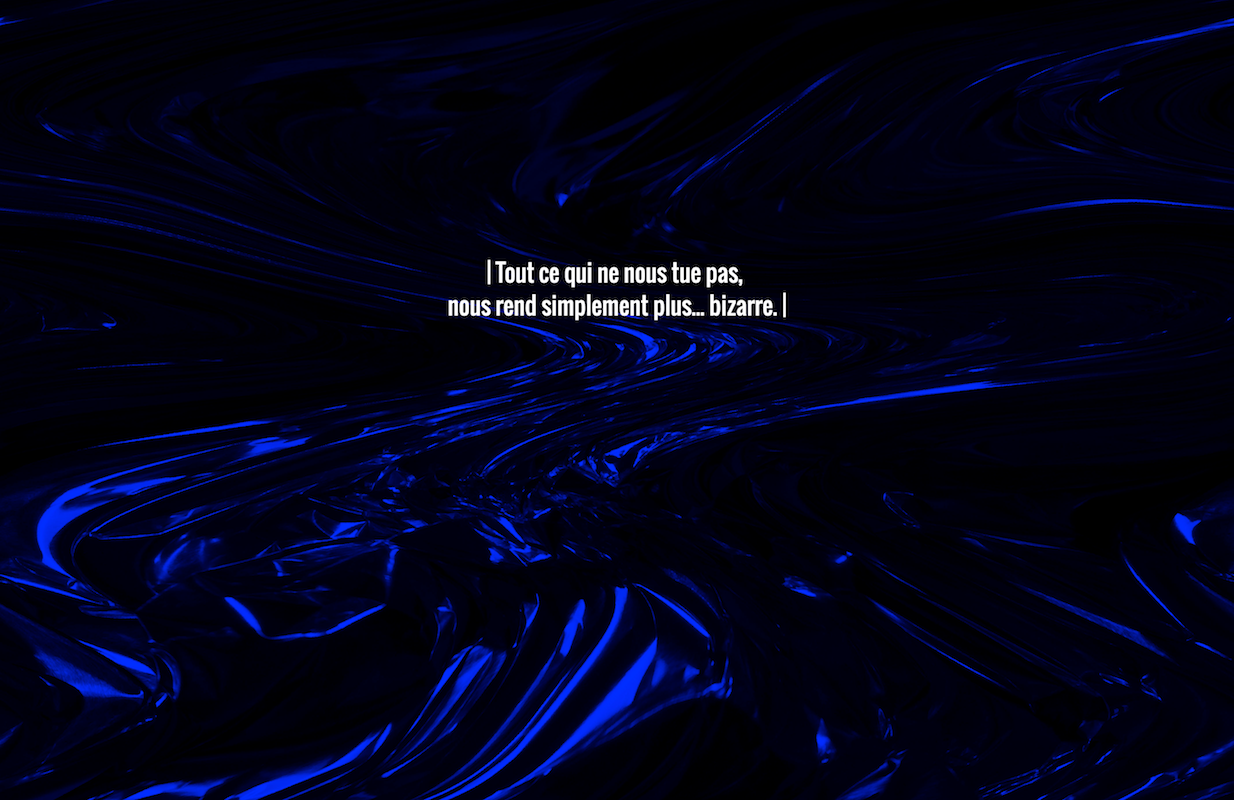 | Tout ce qui ne nous tue pas,
nous rend simplement plus... bizarre. |